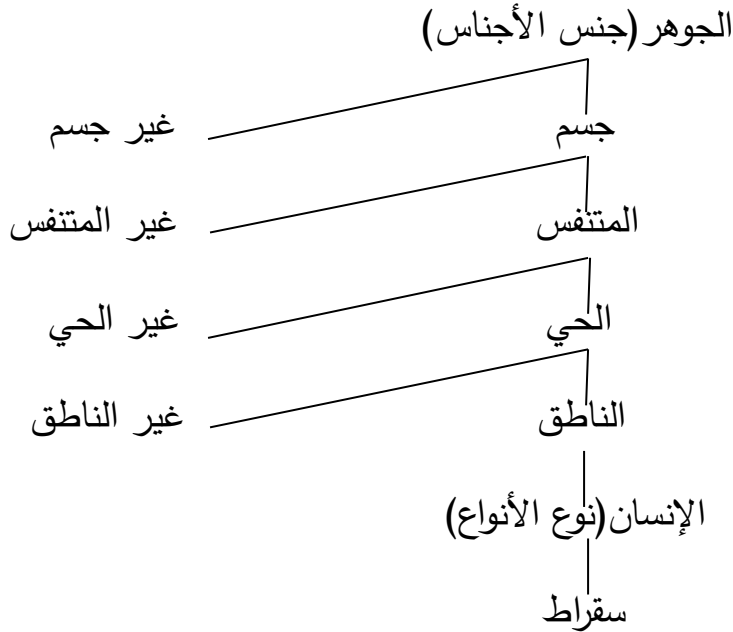 الجوهر(جنس الأجناس)
جسم غير جسم
المتنفس غير المتنفس
الحي غير الحي
الناطق غير الناطق
الإنسان(نوع الأنواع)
سقراط